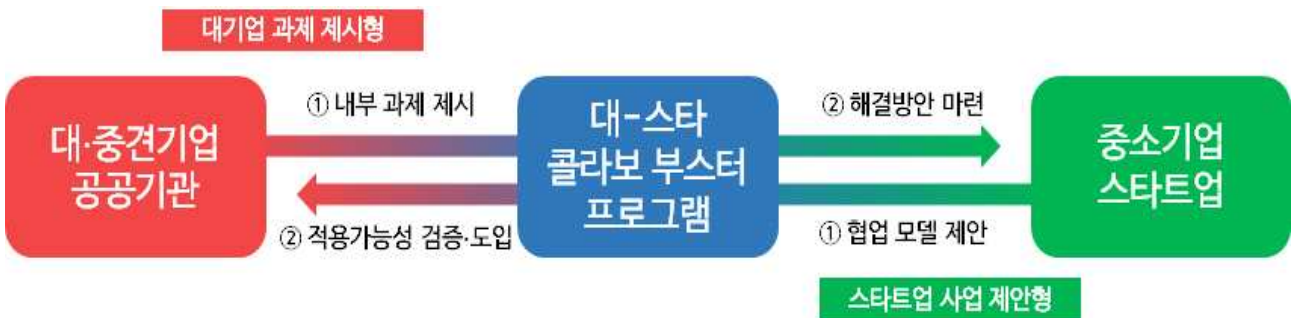 대기업 과제 제시형
대·중견기업
공공기관
① 내부 과제 제시
② 적용가능성 검증·도입
대-스타
콜라보 부스터
프로그램
② 해결방안 마련
① 협업 모델 제안
중소기업
스타트업
스타트업 사업 제안형